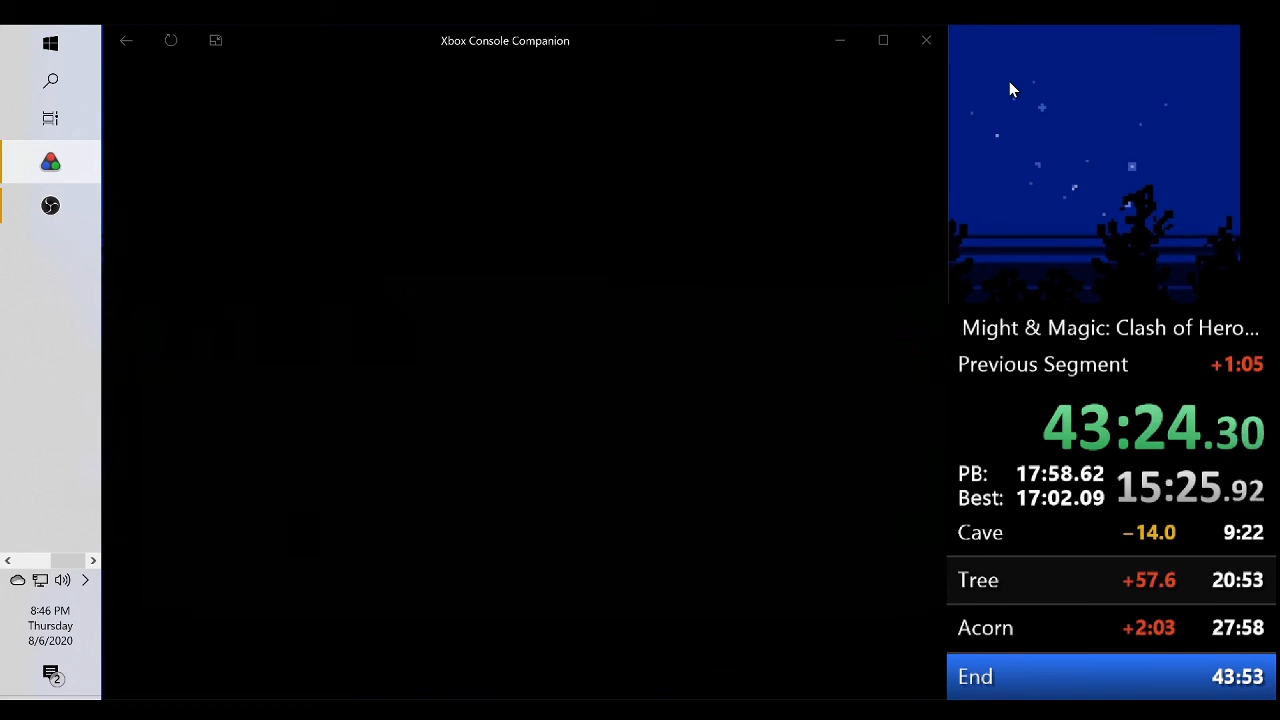 Xbox Console Companion
Might & Magic: Clash of Hero...
Previous Segment +1:05
43:24.30
PB: 17:58.62
Best: 17:02.09
15:25.92
Cave −14.0 9:22
Tree +57.6 20:53
Acorn +2:03 27:58
End 43:53
8:46 PM
Thursday
8/6/2020
2